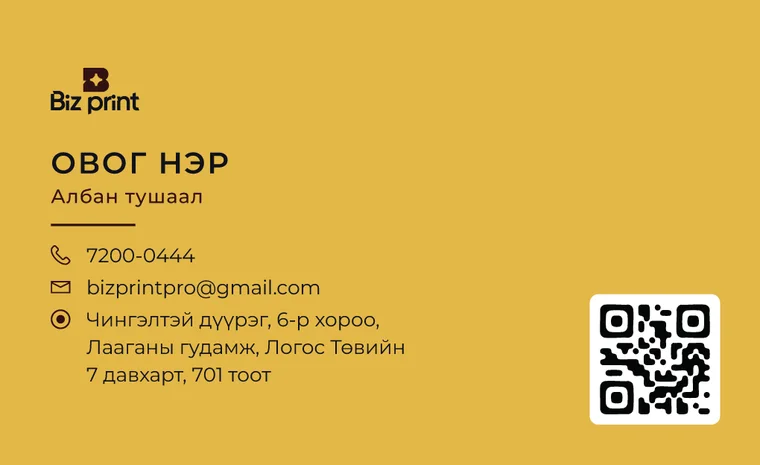 Biz print
ОВОГ НЭР
Албан тушаал
7200-0444
bizprintpro@gmail.com
Чингэлтэй дүүрэг, 6-р хороо,
Лааганы гудамж, Логос Төвийн
7 давхарт, 701 тоот